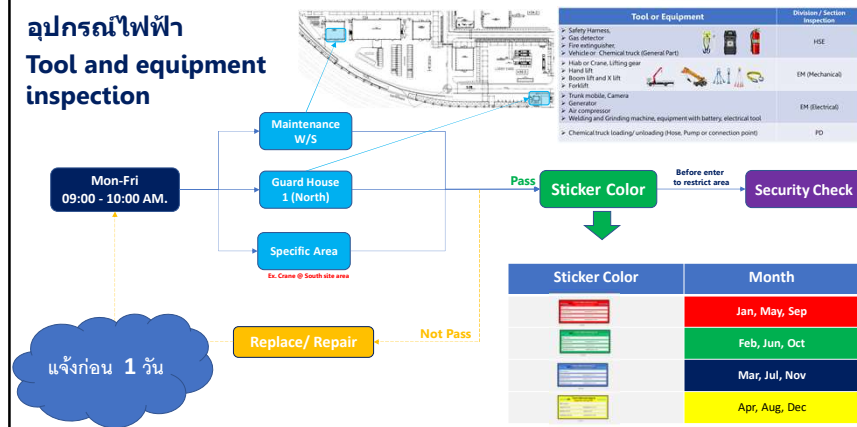 อุปกรณ์ไฟฟ้า
Tool and equipment
inspection
Tool or Equipment
Division / Section
Inspection
➢ Safety Harness,
➢ Gas detector
➢ Fire extinguisher.
➢ Vehicle or Chemical truck (General Part)
HSE
➢ Hiab or Crane, Lifting gear
➢ Hand lift
➢ Boom lift and X lift
➢ Forklift
EM (Mechanical)
➢ Trunk mobile, Camera
➢ Generator
➢ Air compressor
➢ Welding and Grinding machine, equipment with battery, electrical tool
EM (Electrical)
➢ Chemical truck loading/ unloading (Hose, Pump or connection point)
PD
Maintenance
W/S
Mon-Fri
09:00 - 10:00 AM.
Guard House
1 (North)
Pass
Sticker Color
Before enter
to restrict area
Security Check
Specific Area
Ex. Crane @ South site area
Replace/ Repair
Not Pass
แจ้งก่อน 1 วัน
Sticker Color
Month
Jan, May, Sep
Feb, Jun, Oct
Mar, Jul, Nov
Apr, Aug, Dec